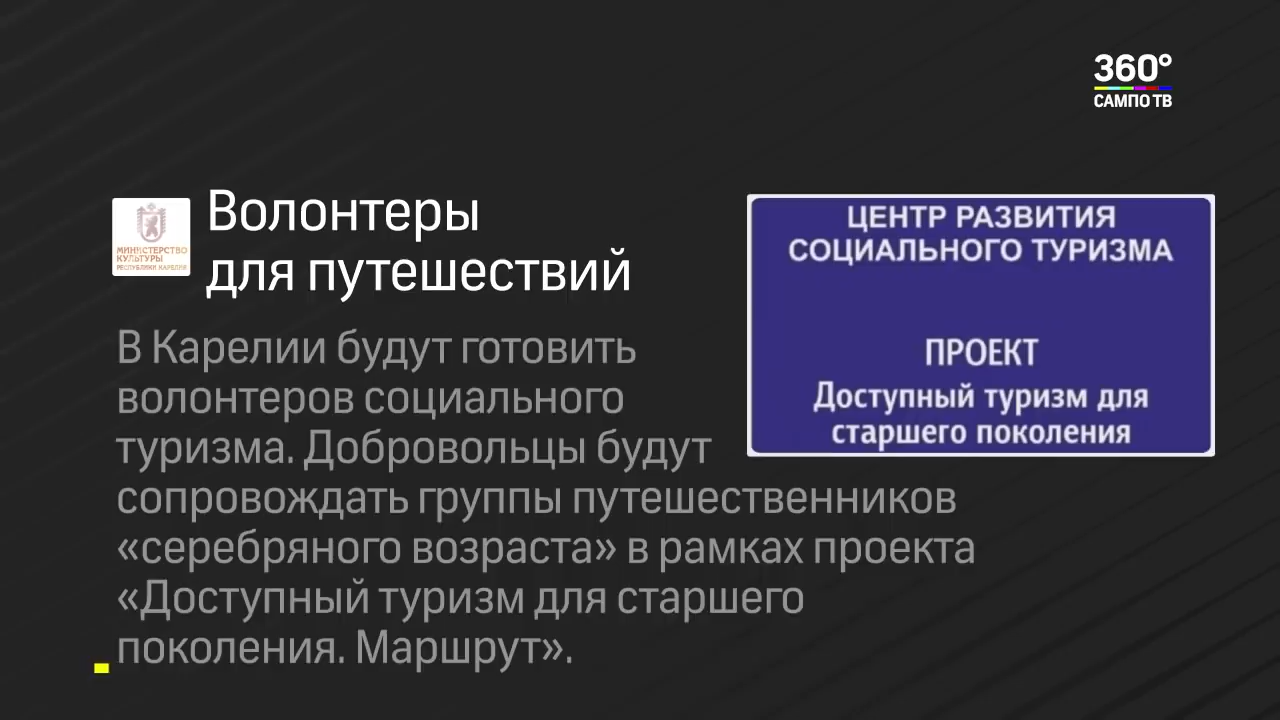 360°
САМПО ТВ
Волонтеры
для путешествий
МИНИСТЕРСТВО
КУЛЬТУРЫ
РЕСПУБЛИКИ КАРЕЛИЯ
ЦЕНТР РАЗВИТИЯ
СОЦИАЛЬНОГО ТУРИЗМА
ПРОЕКТ
Доступный туризм для
старшего поколения
В Карелии будут готовить
волонтеров социального
туризма. Добровольцы будут
сопровождать группы путешественников
«серебряного возраста» в рамках проекта
«Доступный туризм для старшего
поколения. Маршрут».